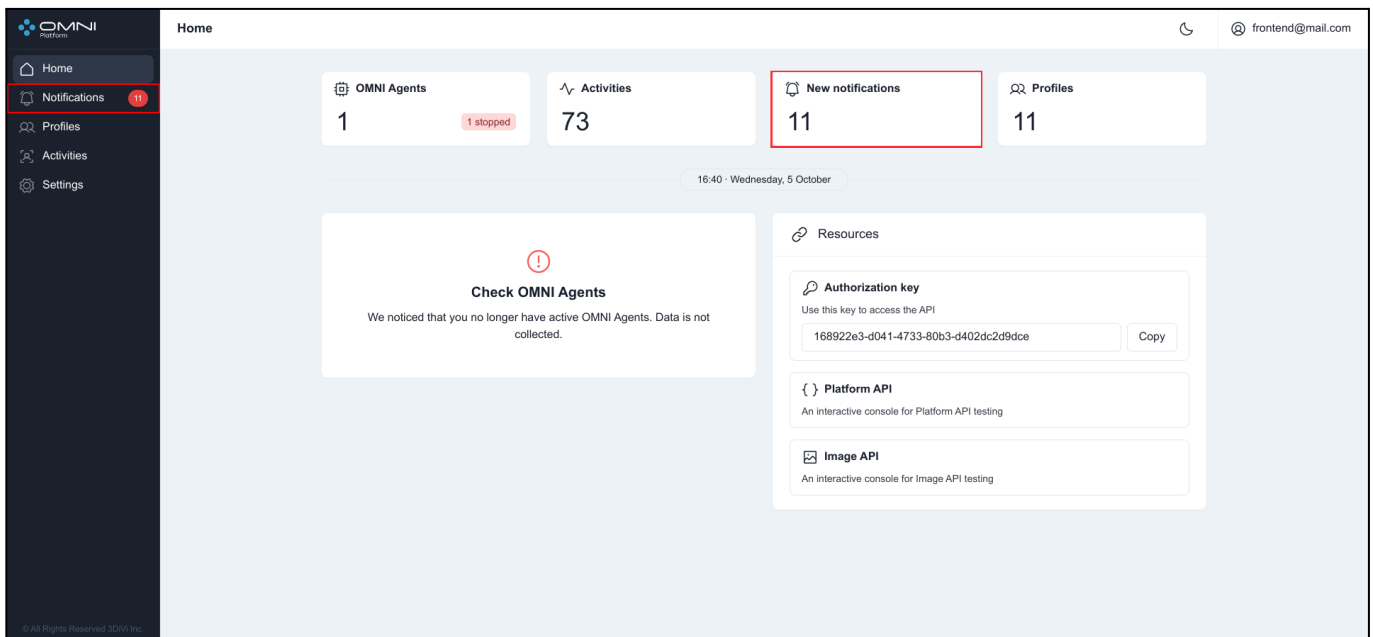 OMNI
Platform
Home
frontend@mail.com
Home
Notifications 11
Profiles
Activities
Settings
OMNI Agents
1 1 stopped
Activities
73
New notifications
11
Profiles
11
16:40 · Wednesday, 5 October
Check OMNI Agents
We noticed that you no longer have active OMNI Agents. Data is not
collected.
Resources
Authorization key
Use this key to access the API
168922e3-d041-4733-80b3-d402dc2d9dce Copy
{ } Platform API
An interactive console for Platform API testing
Image API
An interactive console for Image API testing
© All Rights Reserved 3DiVi Inc.